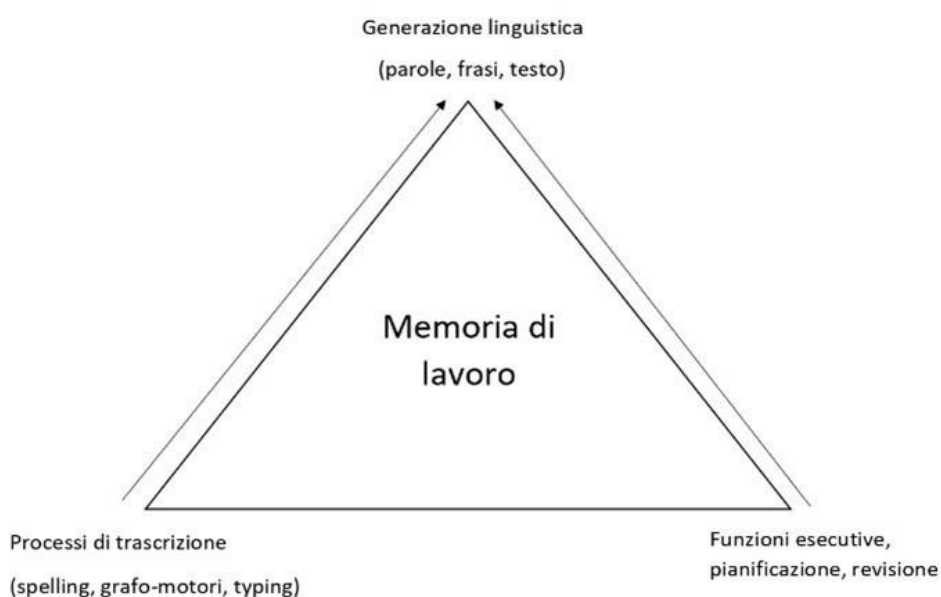 Generazione linguistica
(parole, frasi, testo)
Memoria di
lavoro
Processi di trascrizione
(spelling, grafo-motori, typing)
Funzioni esecutive,
pianificazione, revisione